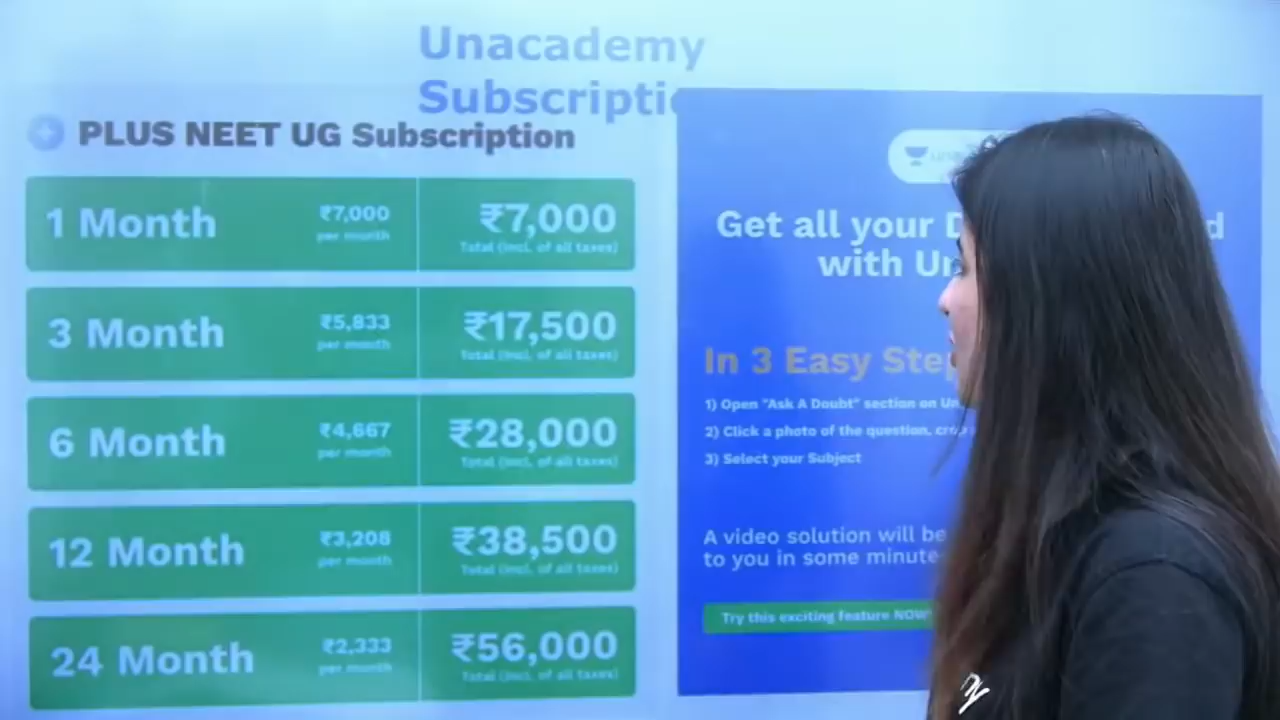 Unacademy
PLUS NEET UG Subscription
1 Month
₹7,000
per month
₹7,000
Total (incl. of all taxes)
3 Month
₹5,833
per month
₹17,500
Total (incl. of all taxes)
6 Month
₹4,667
per month
₹28,000
Total (incl. of all taxes)
12 Month
₹3,208
per month
₹38,500
Total (incl. of all taxes)
24 Month
₹2,333
per month
₹56,000
Total (incl. of all taxes)
Get all your
with
In 3 Easy
1) Open "Ask A Doubt" section on
2) Click a photo of the question,
3) Select your Subject
A video solution will be
to you in some
Try this exciting feature NOW